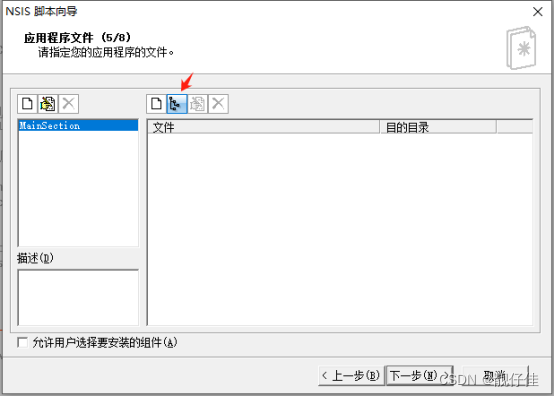 NSIS 脚本向导
应用程序文件 (5/8)
请指定您的应用程序的文件。
MainSection
文件
目的目录
描述(D)
允许用户选择要安装的组件(A)
< 上一步(B)
下一步(N) >
取消
CSDN @靓仔佳